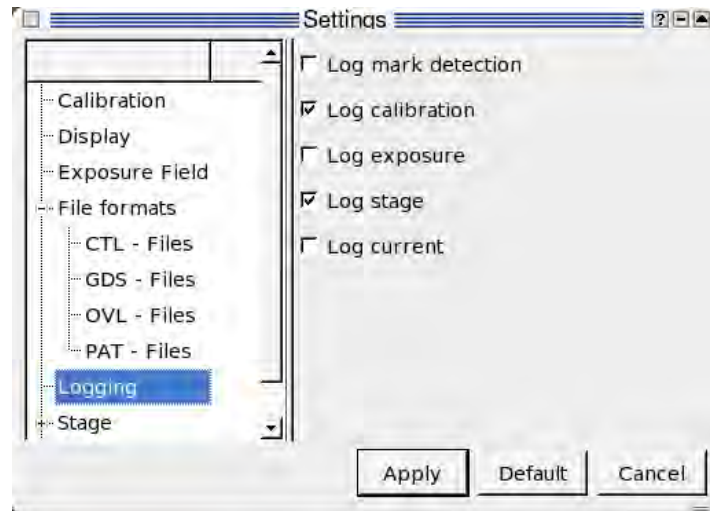 Settings
Calibration
Display
Exposure Field
File formats
CTL - Files
GDS - Files
OVL - Files
PAT - Files
Logging
Stage
Log mark detection
Log calibration
Log exposure
Log stage
Log current
Apply
Default
Cancel